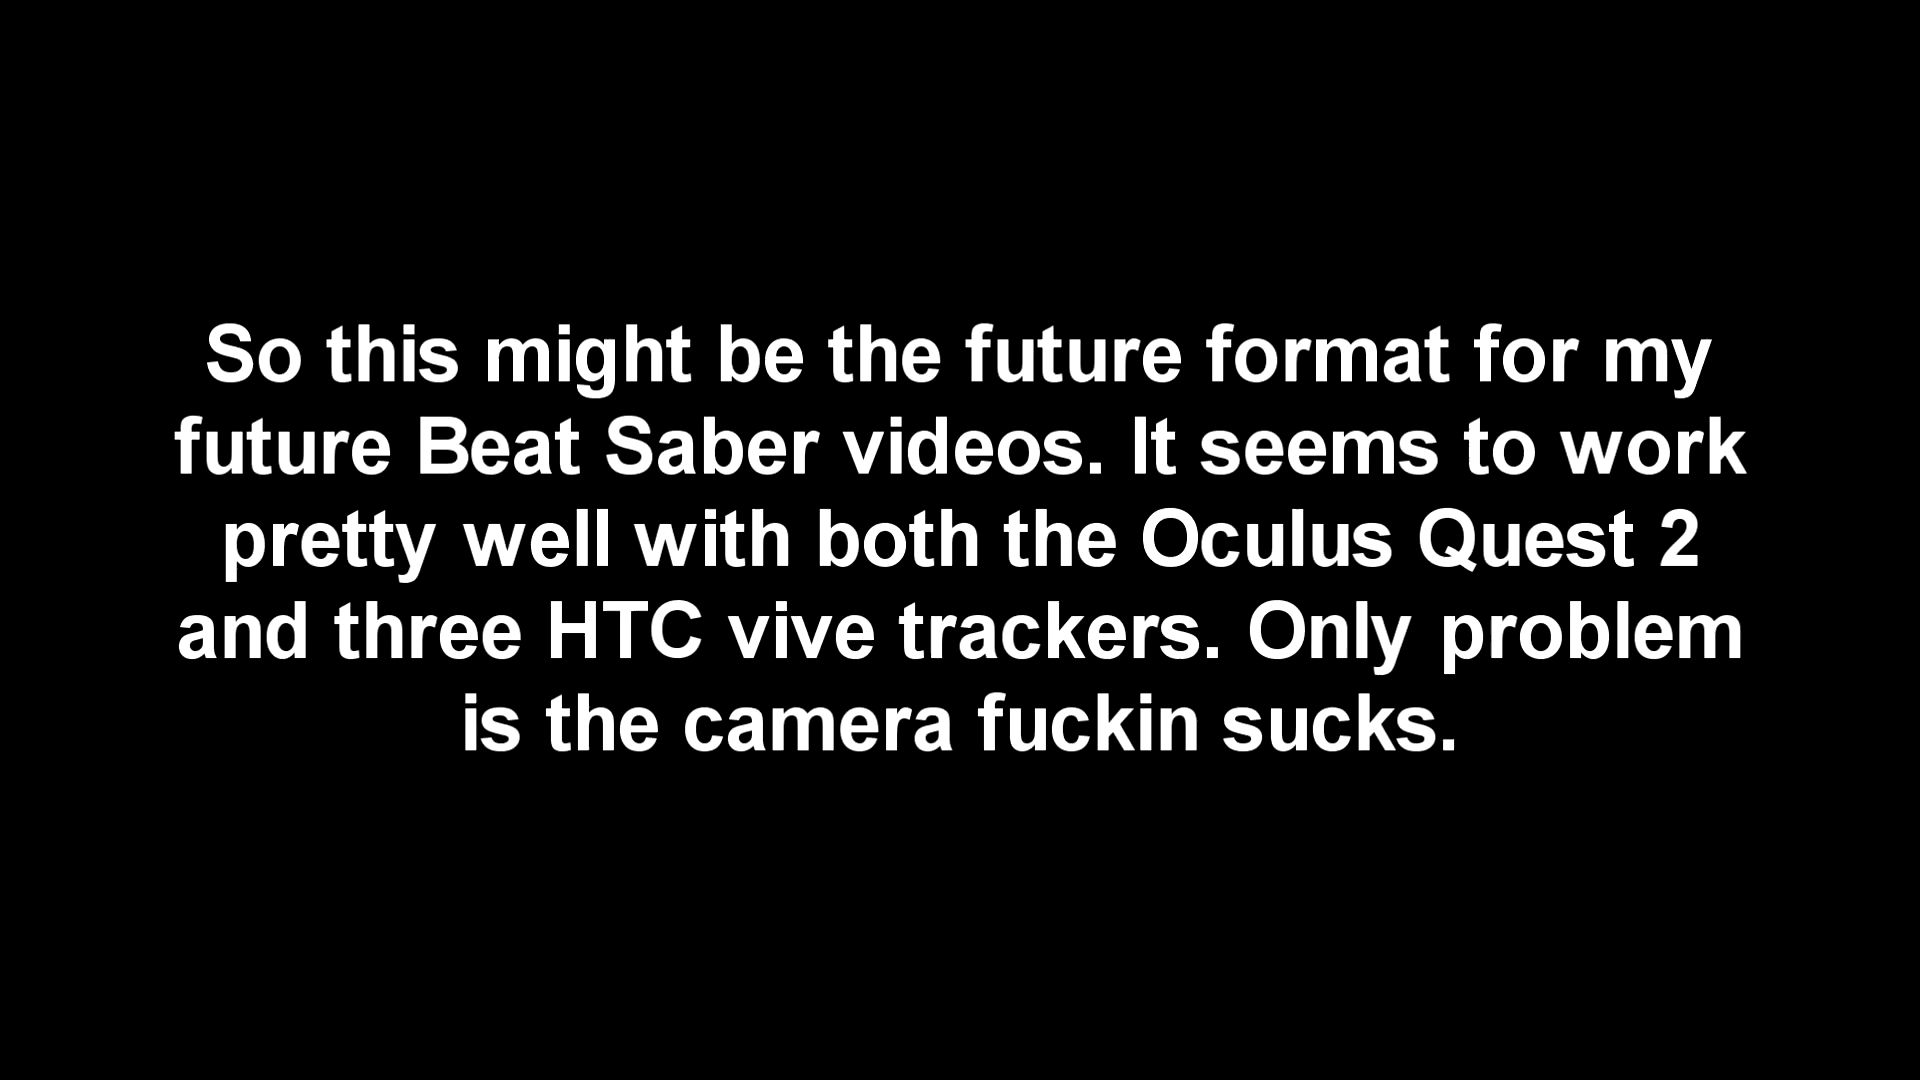 So this might be the future format for my
future Beat Saber videos. It seems to work
pretty well with both the Oculus Quest 2
and three HTC vive trackers. Only problem
is the camera fuckin sucks.